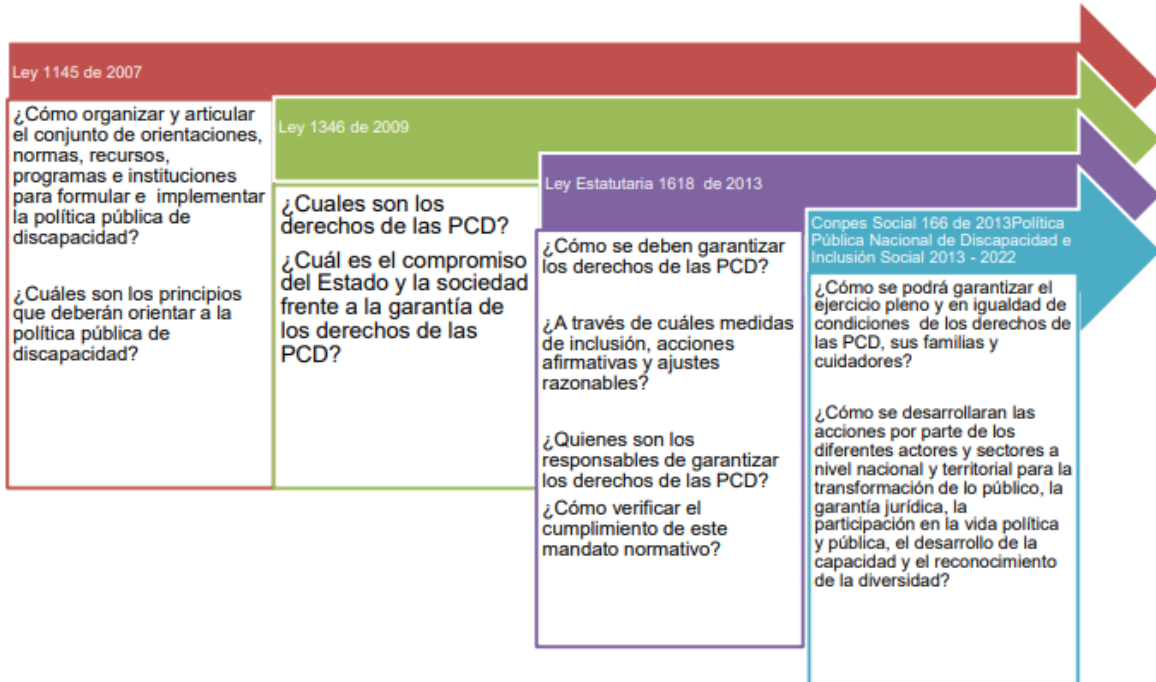 Ley 1145 de 2007
¿Cómo organizar y articular
el conjunto de orientaciones,
normas, recursos,
programas e instituciones
para formular e implementar
la política pública de
discapacidad?
¿Cuáles son los principios
que deberán orientar a la
política pública de
discapacidad?
Ley 1346 de 2009
¿Cuales son los
derechos de las PCD?
¿Cuál es el compromiso
del Estado y la sociedad
frente a la garantía de
los derechos de las
PCD?
Ley Estatutaria 1618 de 2013
¿Cómo se deben garantizar
los derechos de las PCD?
¿A través de cuáles medidas
de inclusión, acciones
afirmativas y ajustes
razonables?
¿Quienes son los
responsables de garantizar
los derechos de las PCD?
¿Cómo verificar el
cumplimiento de este
mandato normativo?
Conpes Social 166 de 2013Política
Pública Nacional de Discapacidad e
Inclusión Social 2013 - 2022
¿Cómo se podrá garantizar el
ejercicio pleno y en igualdad de
condiciones de los derechos de
las PCD, sus familias y
cuidadores?
¿Cómo se desarrollaran las
acciones por parte de los
diferentes actores y sectores a
nivel nacional y territorial para la
transformación de lo público, la
garantía jurídica, la
participación en la vida política
y pública, el desarrollo de la
capacidad y el reconocimiento
de la diversidad?